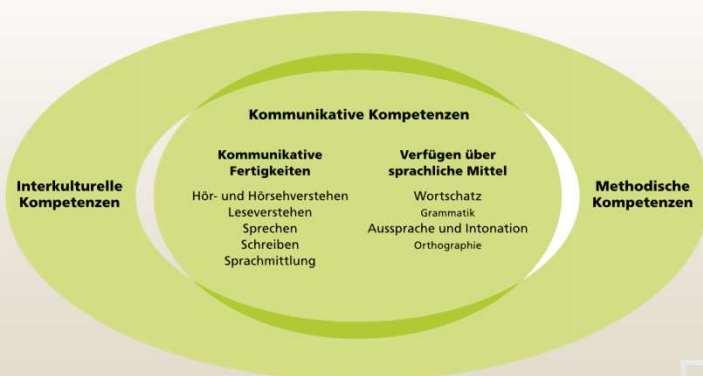 Kommunikative Kompetenzen
Interkulturelle
Kompetenzen
Kommunikative
Fertigkeiten
Hör- und Hörsehverstehen
Leseverstehen
Sprechen
Schreiben
Sprachmittlung
Verfügen über
sprachliche Mittel
Wortschatz
Grammatik
Aussprache und Intonation
Orthographie
Methodische
Kompetenzen